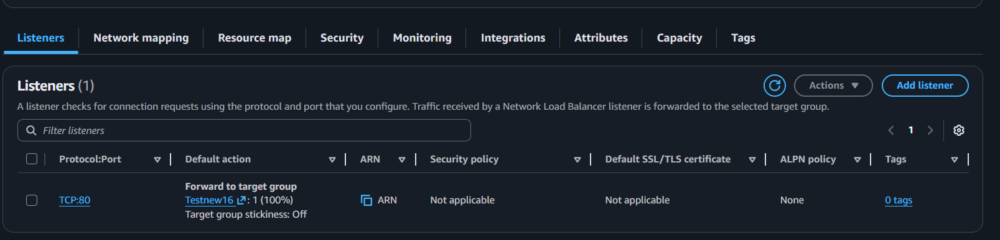 Listeners Network mapping Resource map Security Monitoring Integrations Attributes Capacity Tags
Listeners (1)
Actions Add listener
A listener checks for connection requests using the protocol and port that you configure. Traffic received by a Network Load Balancer listener is forwarded to the selected target group.
Filter listeners
1
Protocol:Port Default action ARN Security policy Default SSL/TLS certificate ALPN policy Tags
Forward to target group
TCP:80 Testnew16 : 1 (100%) ARN Not applicable Not applicable None 0 tags
Target group stickiness: Off